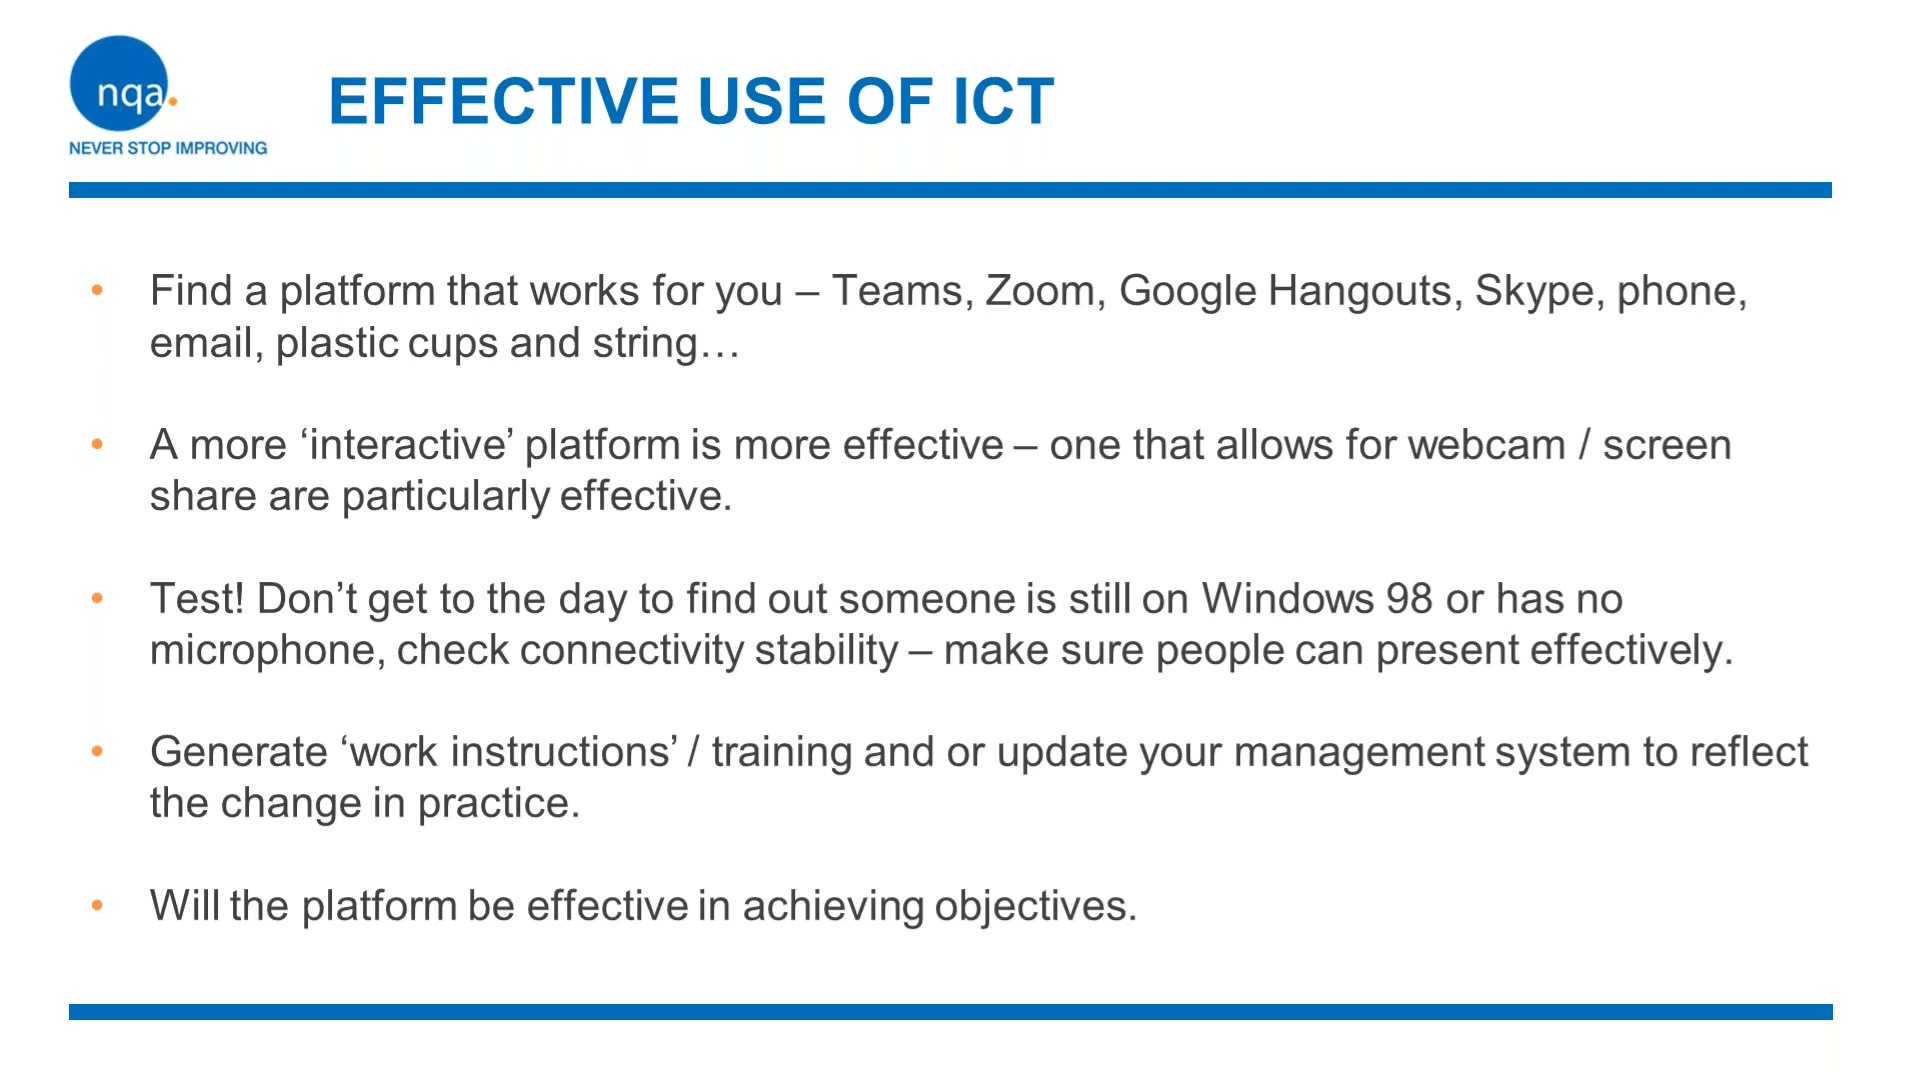 nqa.
NEVER STOP IMPROVING
EFFECTIVE USE OF ICT
• Find a platform that works for you – Teams, Zoom, Google Hangouts, Skype, phone,
email, plastic cups and string…
• A more ‘interactive’ platform is more effective – one that allows for webcam / screen
share are particularly effective.
• Test! Don’t get to the day to find out someone is still on Windows 98 or has no
microphone, check connectivity stability – make sure people can present effectively.
• Generate ‘work instructions’ / training and or update your management system to reflect
the change in practice.
• Will the platform be effective in achieving objectives.